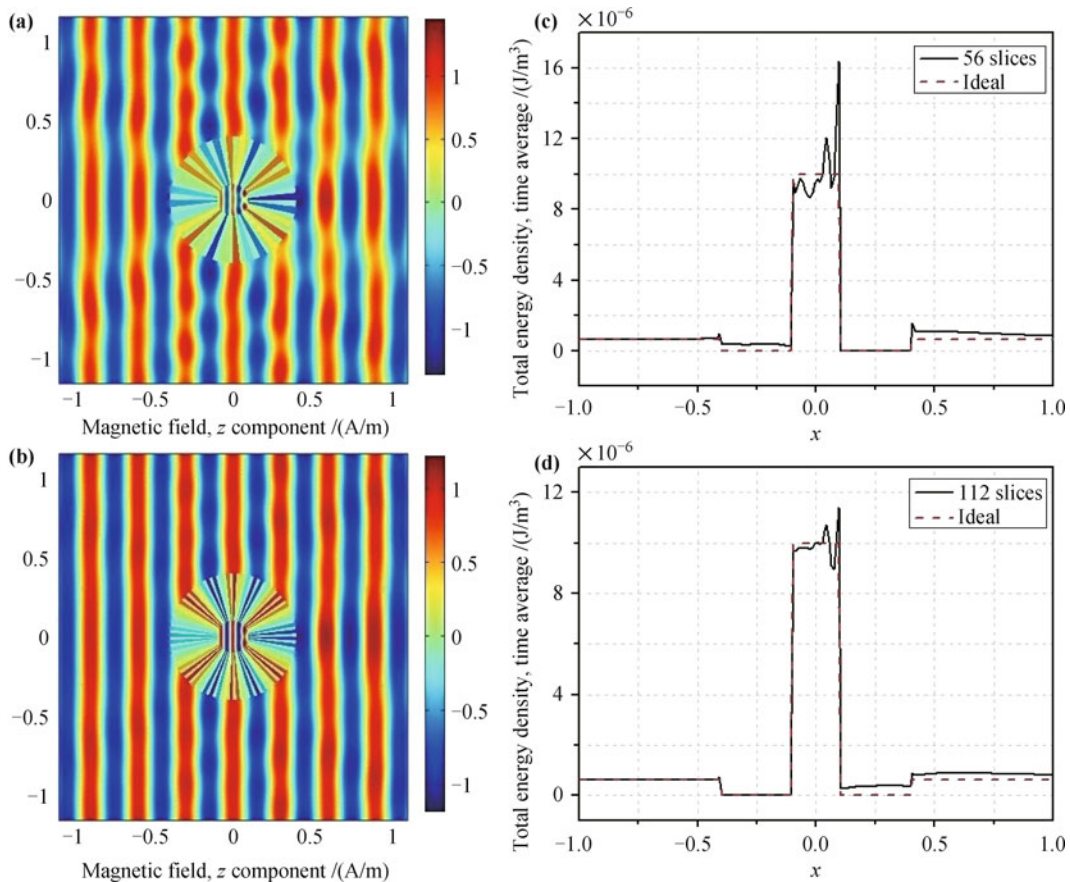 (a)
1
0.5
0
−0.5
−1
−1 −0.5 0 0.5 1
Magnetic field, z component /(A/m)
1
0.5
0
−0.5
−1
(b)
1
0.5
0
−0.5
−1
−1 −0.5 0 0.5 1
Magnetic field, z component /(A/m)
1
0.5
0
−0.5
−1
(c)
×10⁻⁶
Total energy density, time average /(J/m³)
16
12
8
4
0
56 slices
Ideal
−1.0 −0.5 0.0 0.5 1.0
x
(d)
×10⁻⁶
Total energy density, time average /(J/m³)
12
8
4
0
112 slices
Ideal
−1.0 −0.5 0.0 0.5 1.0
x